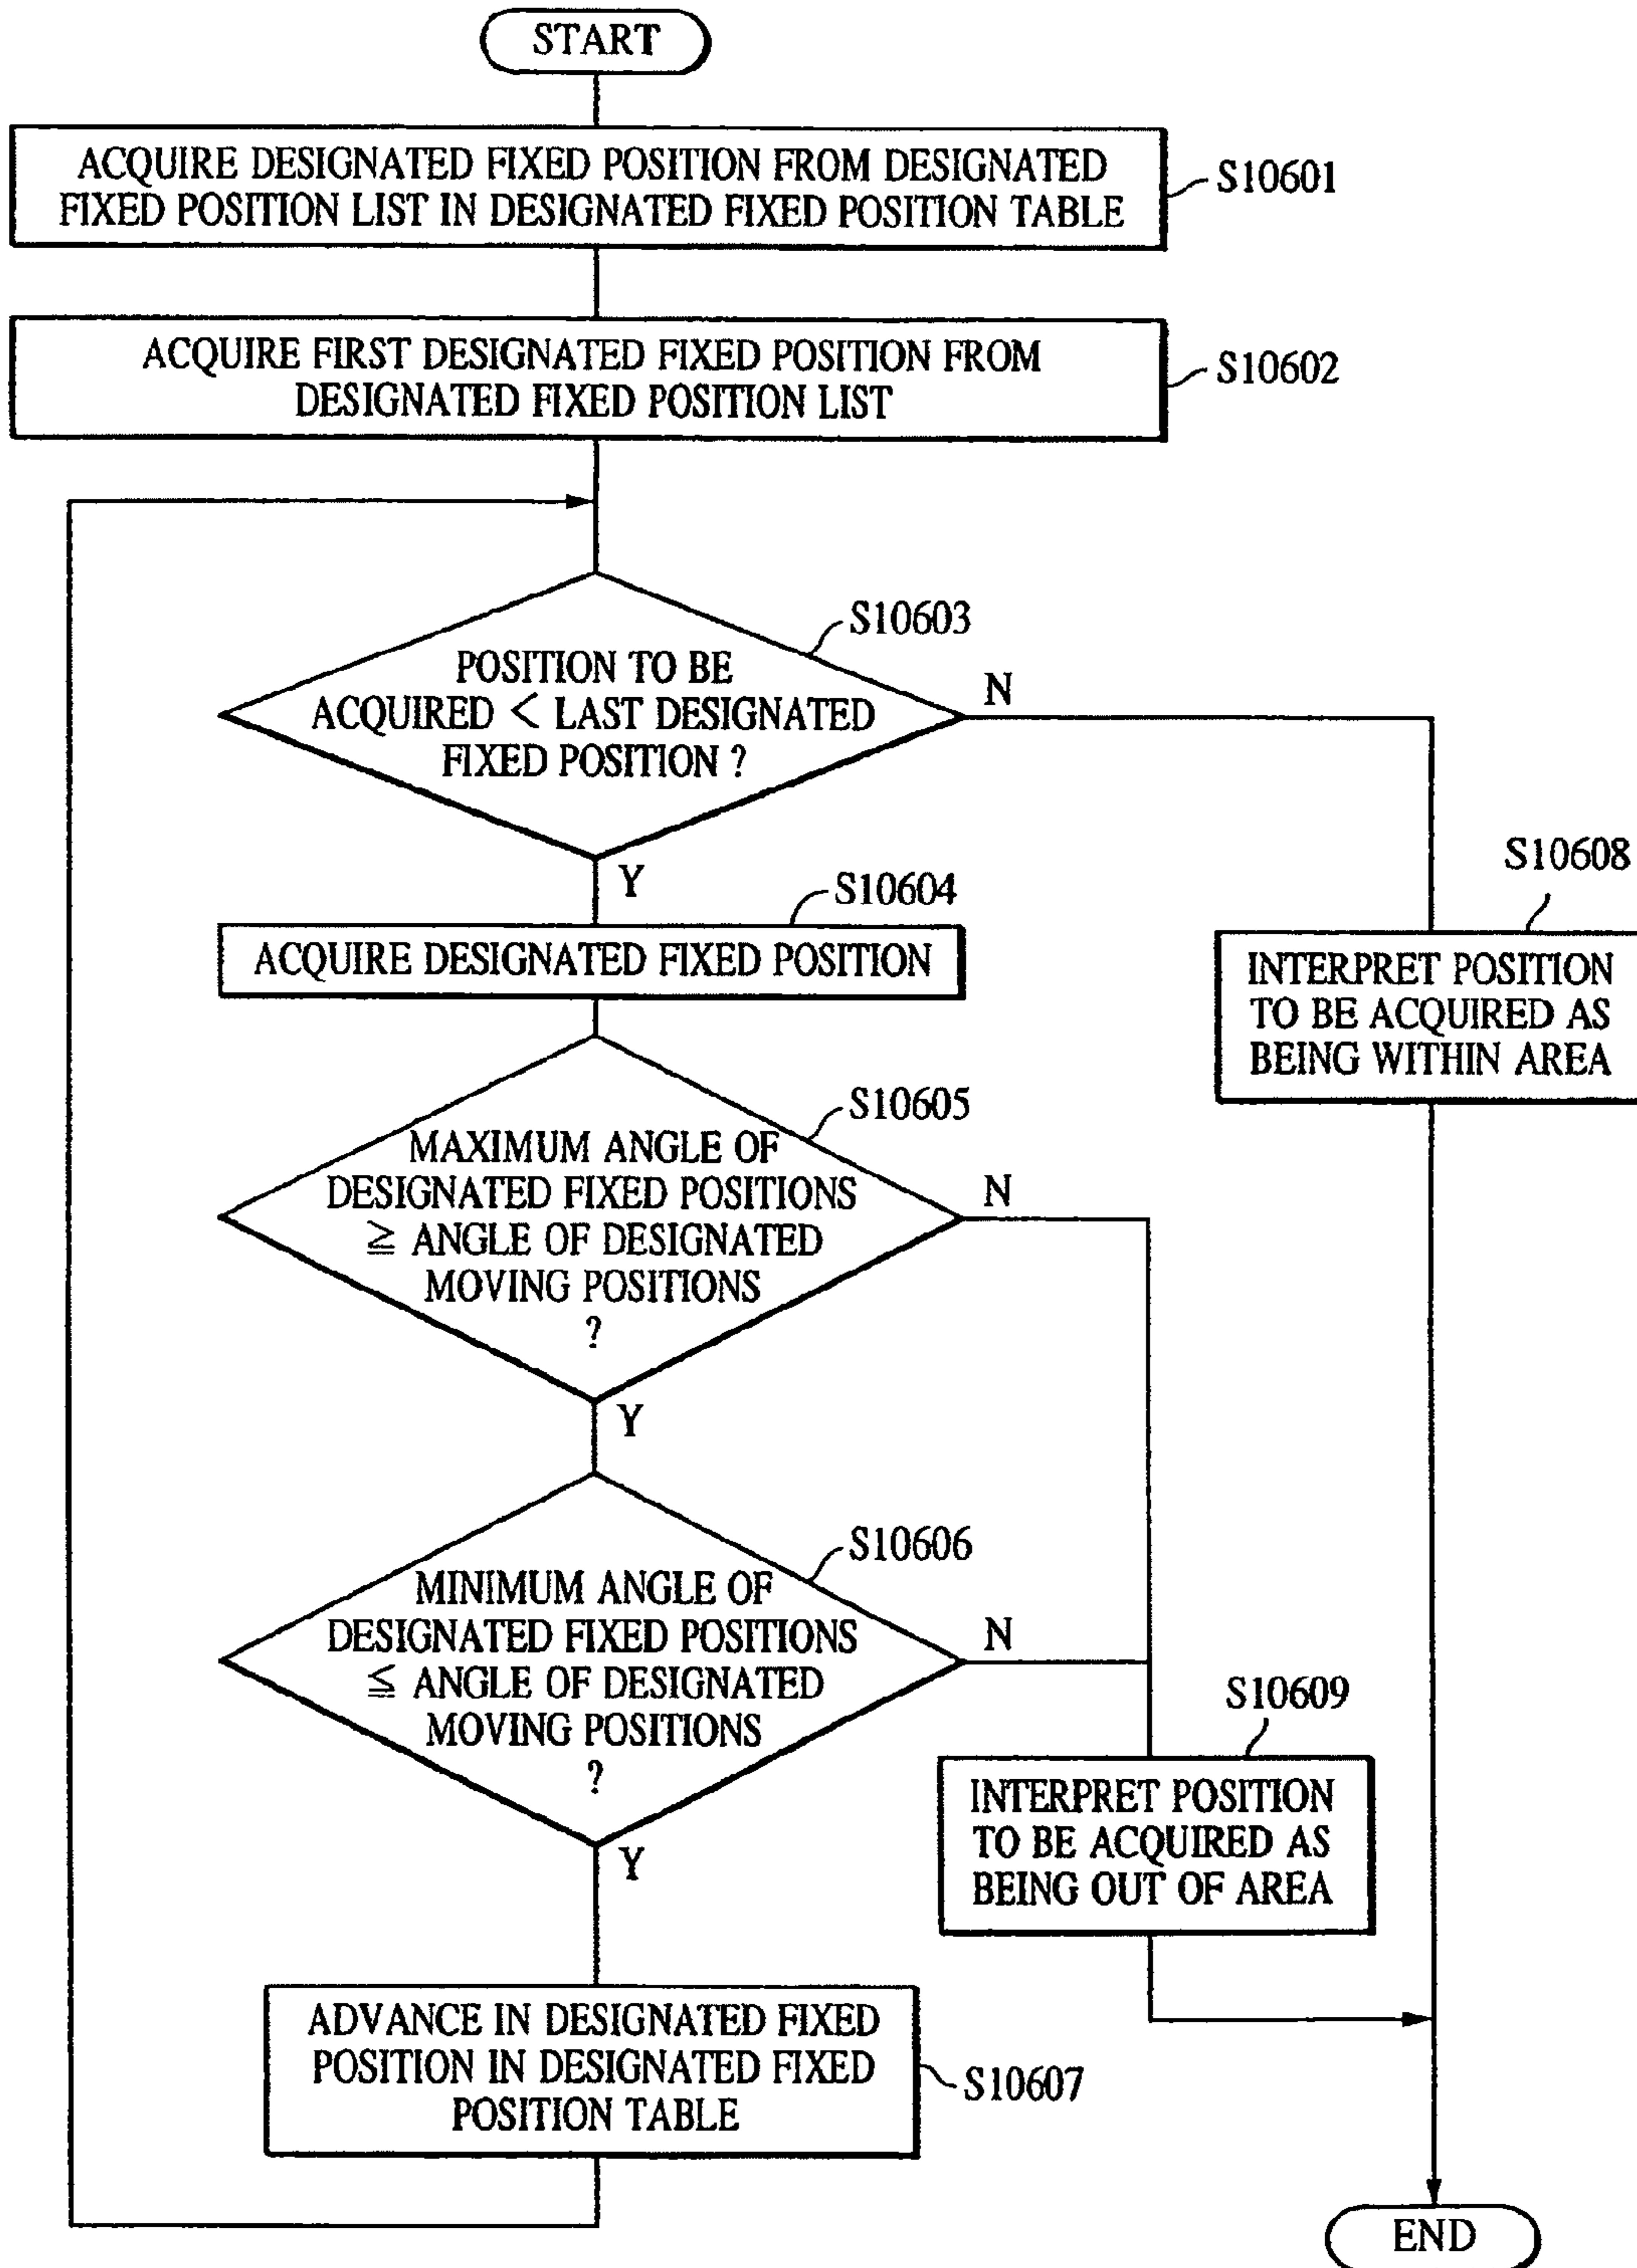 START
ACQUIRE DESIGNATED FIXED POSITION FROM DESIGNATED
FIXED POSITION LIST IN DESIGNATED FIXED POSITION TABLE
S10601
ACQUIRE FIRST DESIGNATED FIXED POSITION FROM
DESIGNATED FIXED POSITION LIST
S10602
S10603
POSITION TO BE
ACQUIRED < LAST DESIGNATED
FIXED POSITION ?
N
Y
S10604
ACQUIRE DESIGNATED FIXED POSITION
S10608
INTERPRET POSITION
TO BE ACQUIRED AS
BEING WITHIN AREA
S10605
MAXIMUM ANGLE OF
DESIGNATED FIXED POSITIONS
≧ ANGLE OF DESIGNATED
MOVING POSITIONS
?
N
Y
S10606
MINIMUM ANGLE OF
DESIGNATED FIXED POSITIONS
≦ ANGLE OF DESIGNATED
MOVING POSITIONS
?
N
Y
S10609
INTERPRET POSITION
TO BE ACQUIRED AS
BEING OUT OF AREA
ADVANCE IN DESIGNATED FIXED
POSITION IN DESIGNATED FIXED
POSITION TABLE
S10607
END